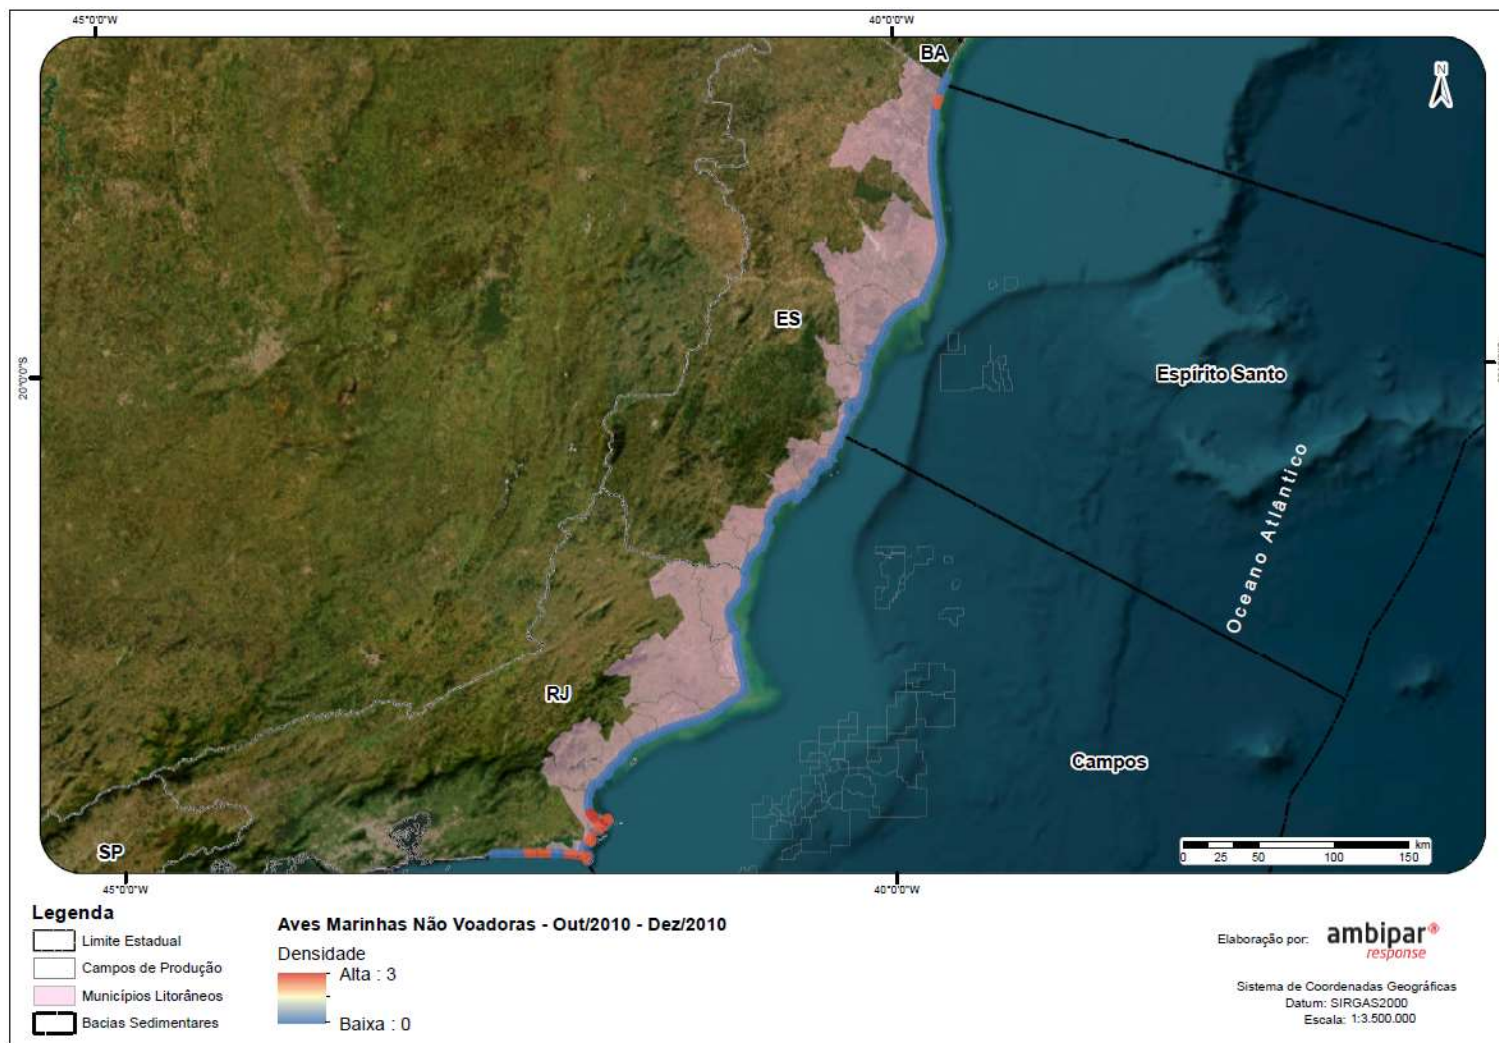 45°0'0"W
40°0'0"W
BA
N
ES
20°0'0"S
Espírito Santo
Oceano Atlântico
RJ
Campos
SP
km
0 25 50 100 150
45°0'0"W
40°0'0"W
Legenda
Limite Estadual
Campos de Produção
Municípios Litorâneos
Bacias Sedimentares
Aves Marinhas Não Voadoras - Out/2010 - Dez/2010
Densidade
Alta : 3
Baixa : 0
Elaboração por:
ambipar®
response
Sistema de Coordenadas Geográficas
Datum: SIRGAS2000
Escala: 1:3.500.000